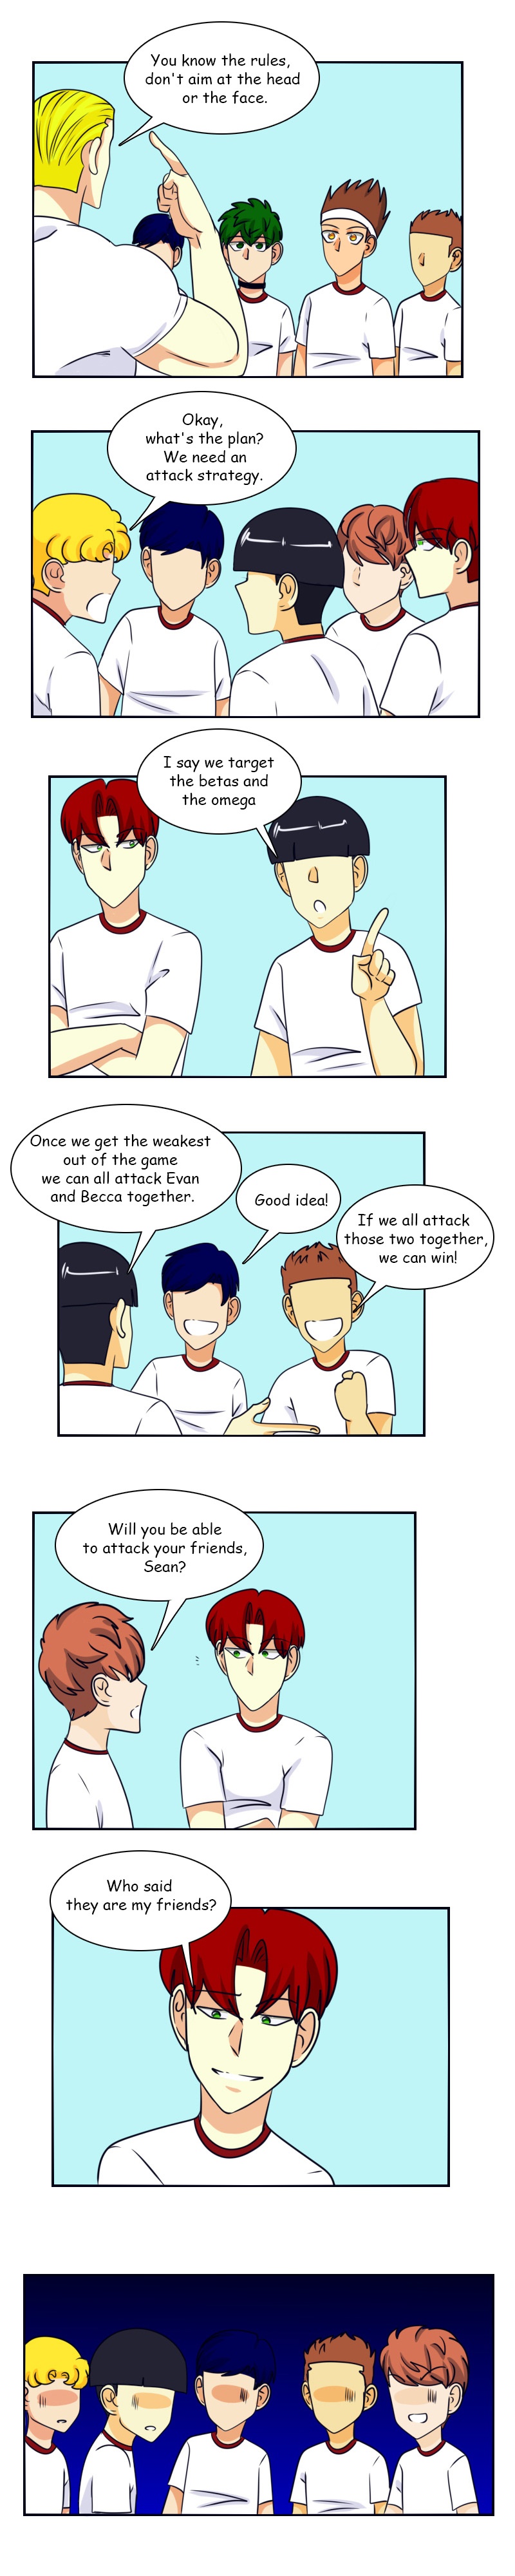 You know the rules,
don't aim at the head
or the face.
Okay,
what's the plan?
We need an
attack strategy.
I say we target
the betas and
the omega
Once we get the weakest
out of the game
we can all attack Evan
and Becca together.
Good idea!
If we all attack
those two together,
we can win!
Will you be able
to attack your friends,
Sean?
Who said
they are my friends?